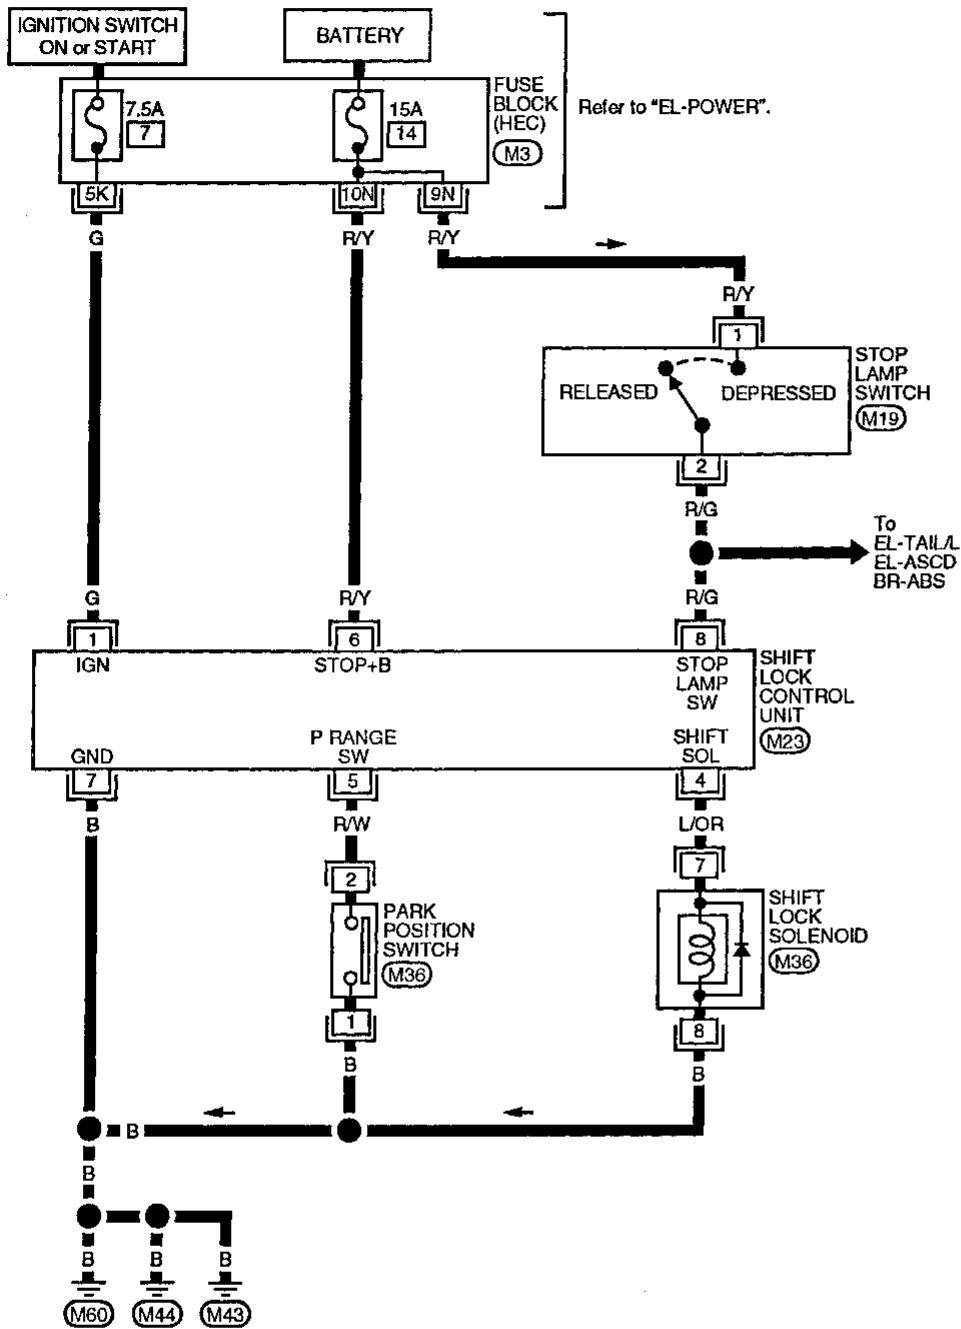 IGNITION SWITCH
ON or START
BATTERY
7.5A
7
15A
14
FUSE
BLOCK
(HEC)
M3
Refer to "EL-POWER".
5K
10N
9N
G
R/Y
R/Y
R/Y
1
RELEASED
DEPRESSED
STOP
LAMP
SWITCH
M19
2
R/G
To
EL-TAIL/L
EL-ASCD
BR-ABS
G
R/Y
R/G
1
6
8
IGN
STOP+B
STOP
LAMP
SW
SHIFT
LOCK
CONTROL
UNIT
M23
GND
P RANGE
SW
SHIFT
SOL
7
5
4
B
R/W
L/OR
2
7
PARK
POSITION
SWITCH
M36
SHIFT
LOCK
SOLENOID
M36
1
8
B
B
B
B
B
B
B
M60
M44
M43